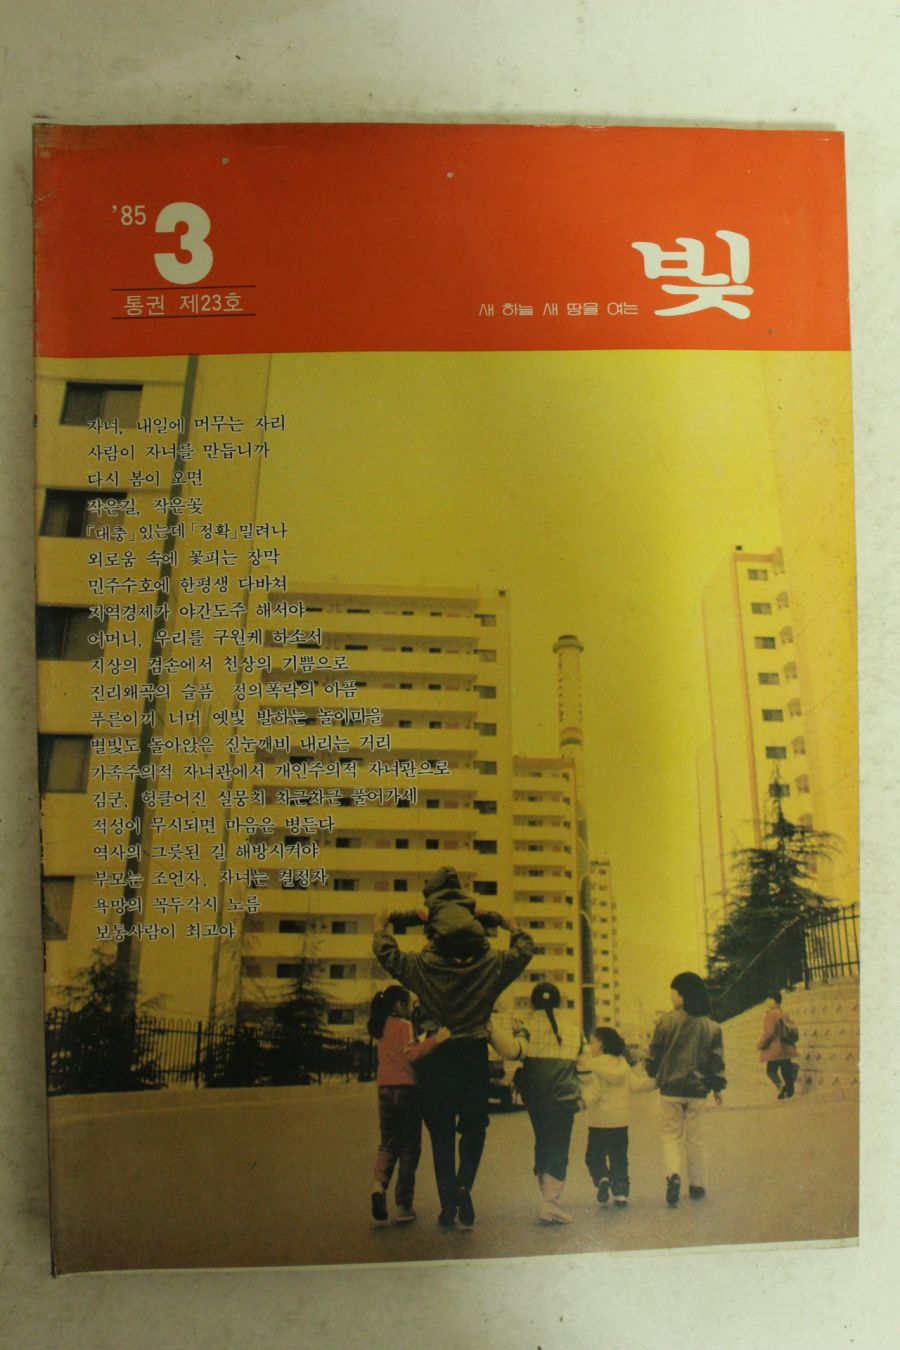 '85 3
통권 제23호
새 하늘 새 땅을 여는 빛
자녀, 내일에 머무는 자리
사람이 자녀를 만듭니까
다시 봄이 오면
작은길, 작은꽃
「대충」있는데「정확」밀려나
외로움 속에 꽃피는 장막
민주수호에 한평생 다바쳐
지역경제가 야간도주 해서야
어머니, 우리를 구원케 하소서
지상의 겸손에서 천상의 기쁨으로
진리왜곡의 슬픔 정의폭락의 아픔
푸른이끼 너머 옛빛 발하는 놀이마을
별빛도 돌아앉은 진눈깨비 내리는 거리
가족주의적 자녀관에서 개인주의적 자녀관으로
김군, 헝클어진 실뭉치 차근차근 풀어가세
적성이 무시되면 마음은 병든다
역사의 그릇된 길 해방시켜야
부모는 조언자, 자녀는 결정자
욕망의 꼭두각시 노름
보통사람이 최고야